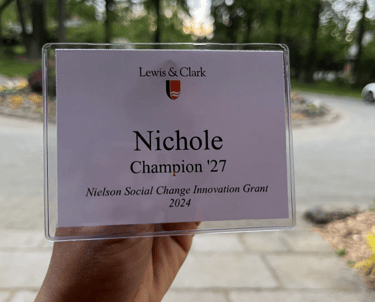 Lewis & Clark
Nichole
Champion '27
Nielson Social Change Innovation Grant
2024